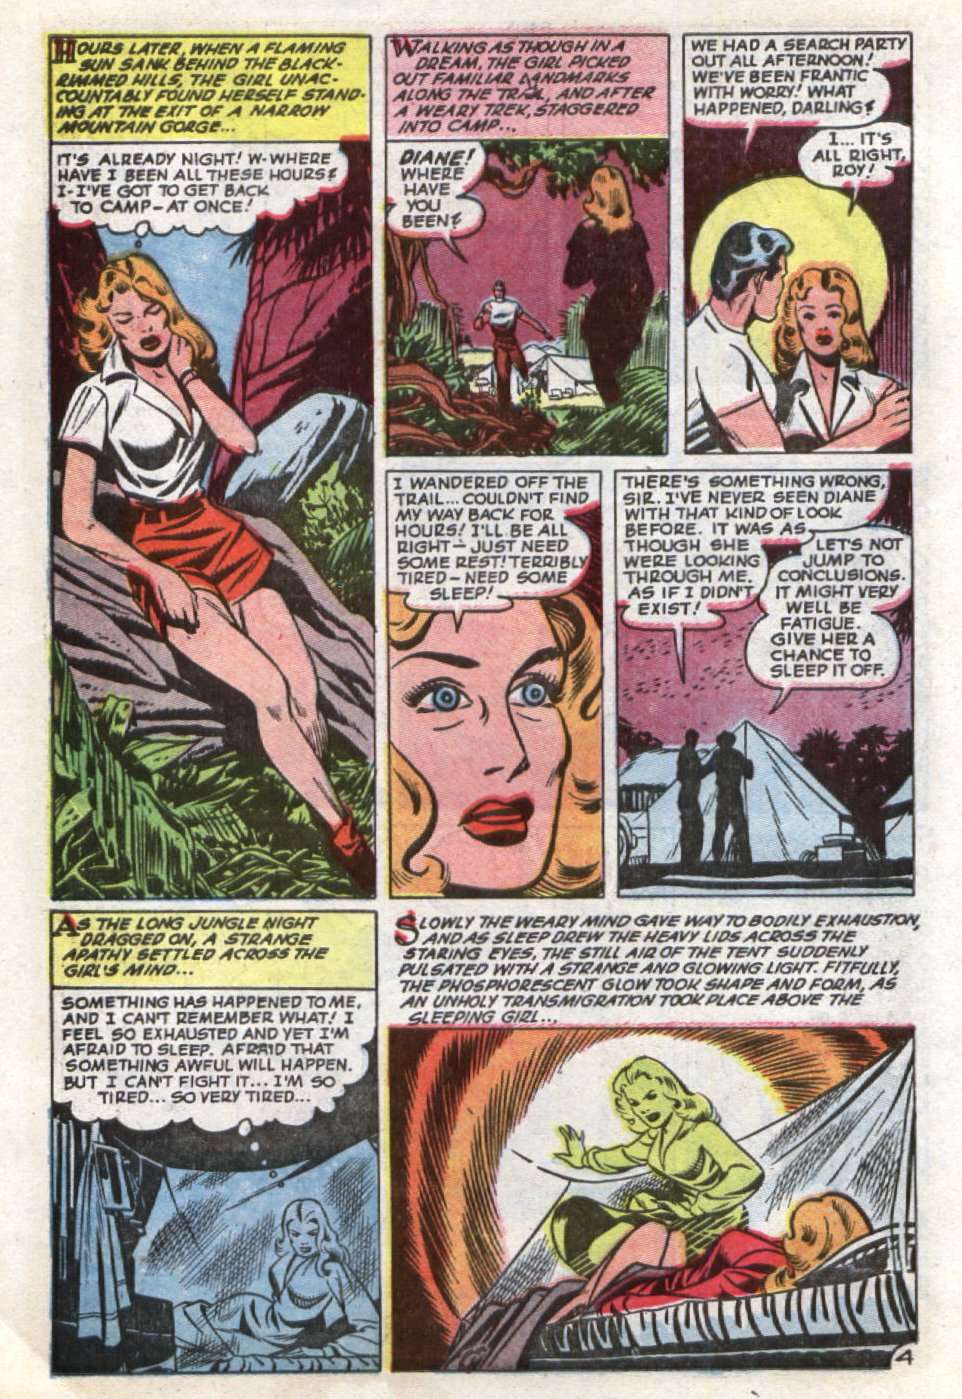 HOURS LATER, WHEN A FLAMING
SUN SANK BEHIND THE BLACK-
RIMMED HILLS, THE GIRL UNAC-
COUNTABLY FOUND HERSELF STAND-
ING AT THE EXIT OF A NARROW
MOUNTAIN GORGE...
IT'S ALREADY NIGHT! W-WHERE
HAVE I BEEN ALL THESE HOURS?
I-I'VE GOT TO GET BACK
TO CAMP-AT ONCE!
WALKING AS THOUGH IN A
DREAM, THE GIRL PICKED
OUT FAMILIAR LANDMARKS
ALONG THE TRAIL, AND AFTER
A WEARY TREK, STAGGERED
INTO CAMP...
DIANE!
WHERE
HAVE
YOU
BEEN?
WE HAD A SEARCH PARTY
OUT ALL AFTERNOON!
WE'VE BEEN FRANTIC
WITH WORRY! WHAT
HAPPENED, DARLING?
I... IT'S
ALL RIGHT,
ROY!
I WANDERED OFF THE
TRAIL... COULDN'T FIND
MY WAY BACK FOR
HOURS! I'LL BE ALL
RIGHT-JUST NEED
SOME REST! TERRIBLY
TIRED-NEED SOME
SLEEP!
THERE'S SOMETHING WRONG,
SIR. I'VE NEVER SEEN DIANE
WITH THAT KIND OF LOOK
BEFORE. IT WAS AS
THOUGH SHE
WERE LOOKING
THROUGH ME.
AS IF I DIDN'T
EXIST!
LET'S NOT
JUMP TO
CONCLUSIONS.
IT MIGHT VERY
WELL BE
FATIGUE.
GIVE HER A
CHANCE TO
SLEEP IT OFF.
AS THE LONG JUNGLE NIGHT
DRAGGED ON, A STRANGE
APATHY SETTLED ACROSS THE
GIRL'S MIND...
SOMETHING HAS HAPPENED TO ME,
AND I CAN'T REMEMBER WHAT! I
FEEL SO EXHAUSTED AND YET I'M
AFRAID TO SLEEP. AFRAID THAT
SOMETHING AWFUL WILL HAPPEN.
BUT I CAN'T FIGHT IT... I'M SO
TIRED... SO VERY TIRED...
SLOWLY THE WEARY MIND GAVE WAY TO BODILY EXHAUSTION,
AND AS SLEEP DREW THE HEAVY LIDS ACROSS THE
STARING EYES, THE STILL AIR OF THE TENT SUDDENLY
PULSATED WITH A STRANGE AND GLOWING LIGHT. FITFULLY,
THE PHOSPHORESCENT GLOW TOOK SHAPE AND FORM, AS
AN UNHOLY TRANSMIGRATION TOOK PLACE ABOVE THE
SLEEPING GIRL...
4